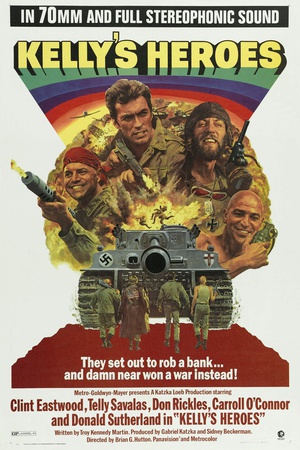 IN 70MM AND FULL STEREOPHONIC SOUND
KELLY'S HEROES
They set out to rob a bank...
and damn near won a war instead!
Metro-Goldwyn-Mayer presents A Katzka Loeb Production starring
Clint Eastwood, Telly Savalas, Don Rickles, Carroll O'Connor
and Donald Sutherland in "KELLY'S HEROES"
Written by Troy Kennedy Martin. Produced by Gabriel Katzka and Sidney Beckerman.
Directed by Brian G. Hutton. Panavision® and Metrocolor
MGM